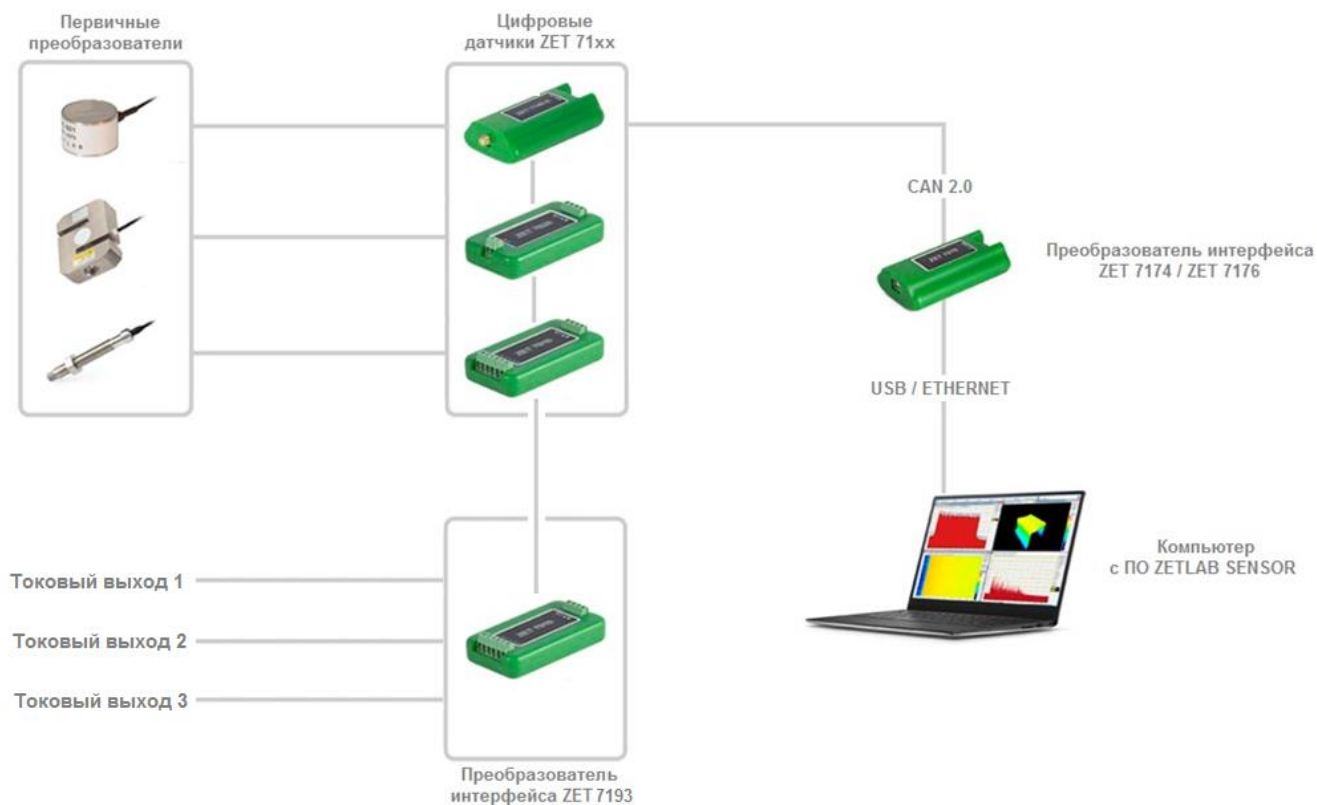 Первичные
преобразователи
Цифровые
датчики ZET 71xx
CAN 2.0
Преобразователь интерфейса
ZET 7174 / ZET 7176
USB / ETHERNET
Компьютер
с ПО ZETLAB SENSOR
Токовый выход 1
Токовый выход 2
Токовый выход 3
Преобразователь
интерфейса ZET 7193